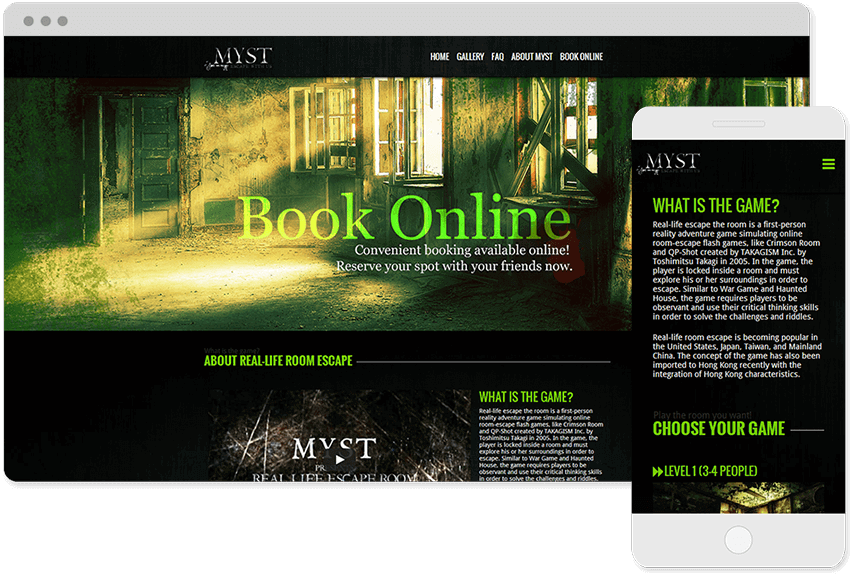 MYST
HOME GALLERY FAQ ABOUT MYST BOOK ONLINE
Book Online
Convenient booking available online!
Reserve your spot with your friends now.
What is the game?
ABOUT REAL-LIFE ROOM ESCAPE
MYST
PR.
REAL LIFE ESCAPE ROOM
WHAT IS THE GAME?
Real-life escape the room is a first-person
reality adventure game simulating online
room-escape flash games, like Crimson Room
and QP-Shot created by TAKAGISM Inc. by
Toshimitsu Takagi in 2005. In the game, the
player is locked inside a room and must
explore his or her surroundings in order to
escape. Similar to War Game and Haunted
House, the game requires players to be
observant and use their critical thinking skills
in order to solve the challenges and riddles.
MYST
WHAT IS THE GAME?
Real-life escape the room is a first-person
reality adventure game simulating online
room-escape flash games, like Crimson Room
and QP-Shot created by TAKAGISM Inc. by
Toshimitsu Takagi in 2005. In the game, the
player is locked inside a room and must
explore his or her surroundings in order to
escape. Similar to War Game and Haunted
House, the game requires players to be
observant and use their critical thinking skills
in order to solve the challenges and riddles.
Real-life room escape is becoming popular in
the United States, Japan, Taiwan, and Mainland
China. The concept of the game has also been
imported to Hong Kong recently with the
integration of Hong Kong characteristics.
Play the room you want!
CHOOSE YOUR GAME
LEVEL 1 (3-4 PEOPLE)